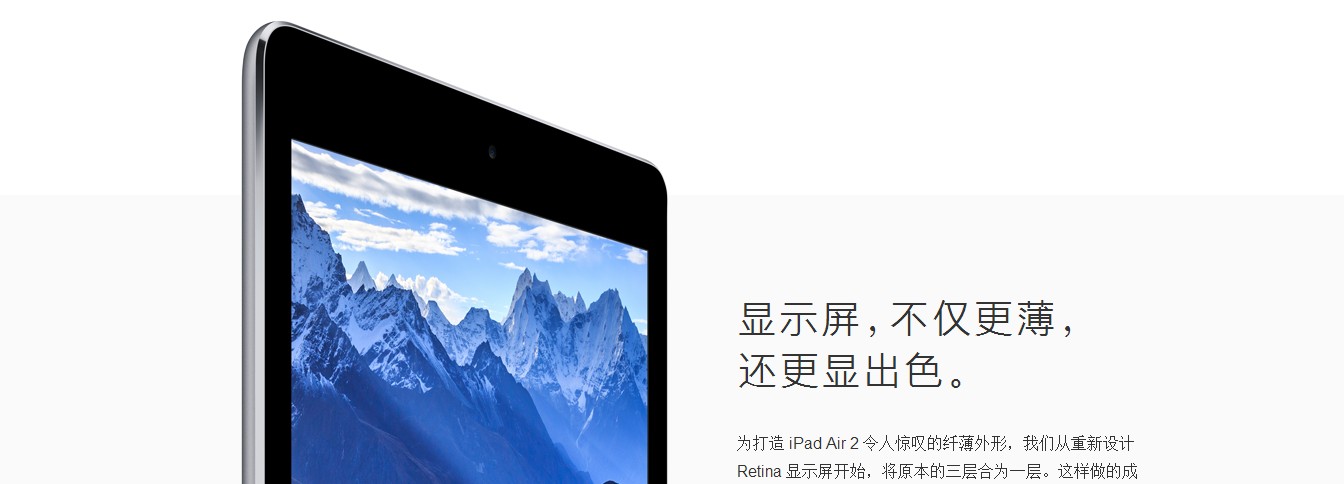 显示屏，不仅更薄，
还更显出色。
为打造 iPad Air 2 令人惊叹的纤薄外形，我们从重新设计
Retina 显示屏开始，将原本的三层合为一层。这样做的成